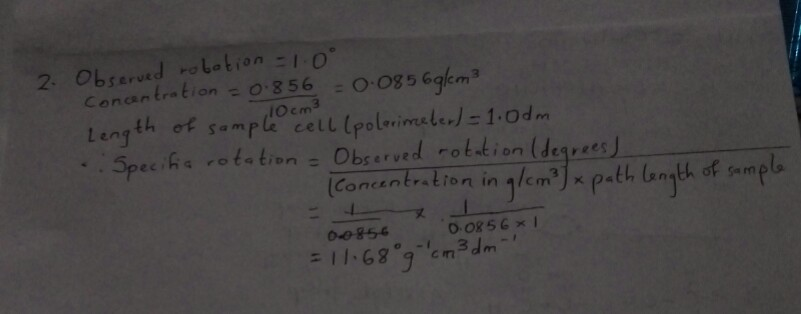 2. Observed rotation = 1.0°
Concentration = 0.856 / 10cm³ = 0.0856g/cm³
Length of sample cell (polarimeter) = 1.0dm
∴ Specific rotation = Observed rotation (degrees) / (Concentration in g/cm³) × path length of sample
= 1 / 0.0856 × 1 / 0.0856 × 1
= 11.68° g⁻¹ cm³ dm⁻¹